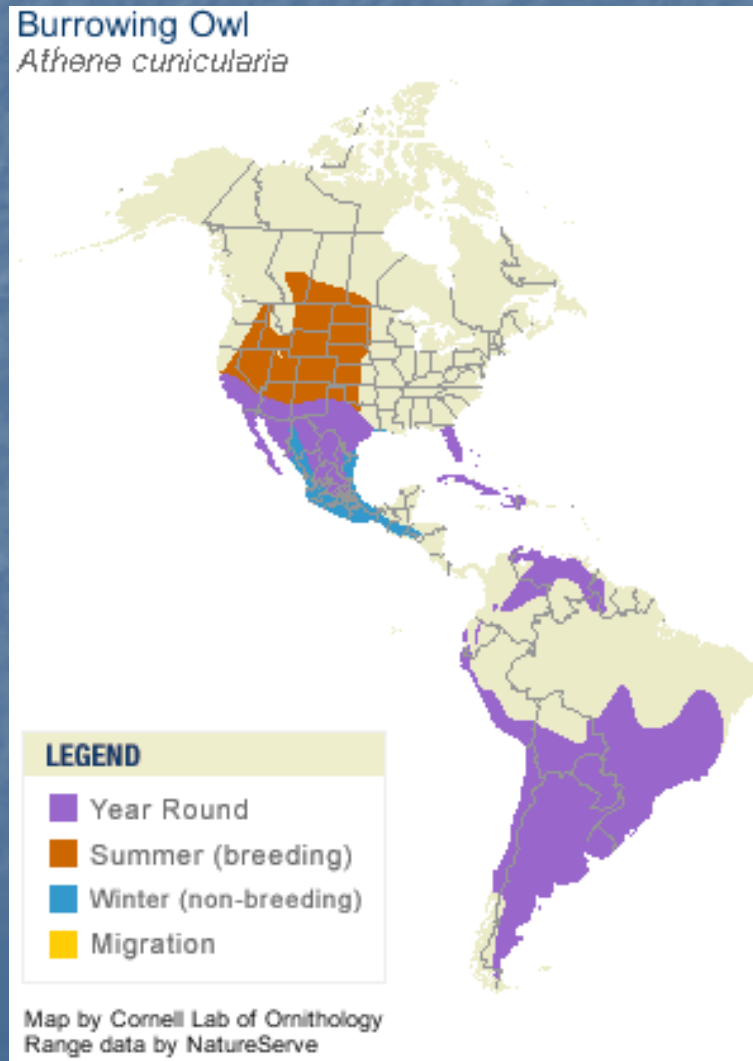 Burrowing Owl
Athene cunicularia
LEGEND
Year Round
Summer (breeding)
Winter (non-breeding)
Migration
Map by Cornell Lab of Ornithology
Range data by NatureServe